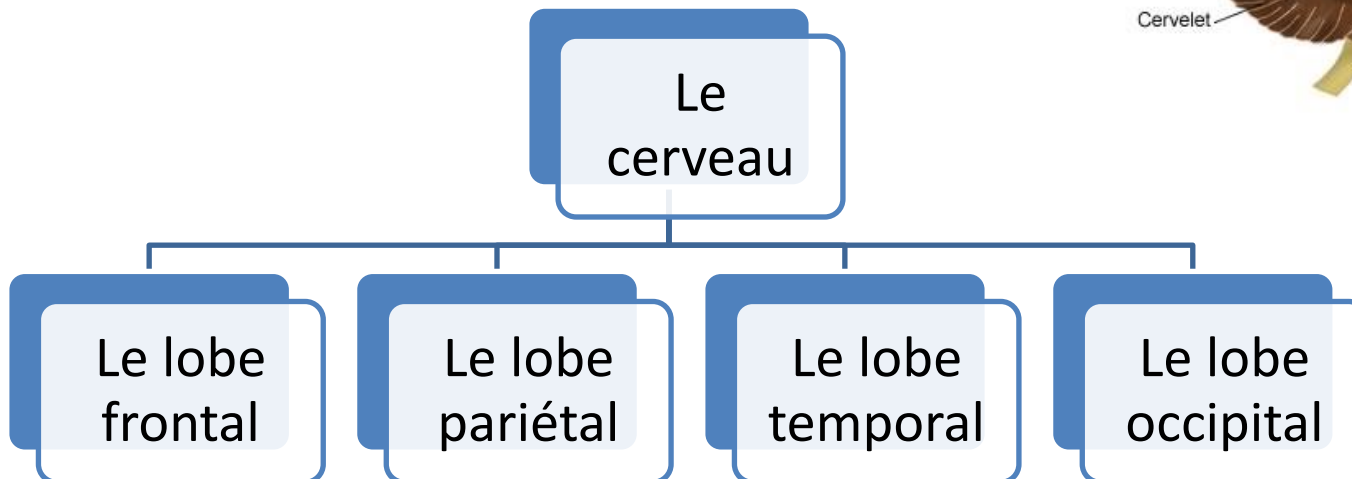 Cervelet
Le
cerveau
Le lobe
frontal
Le lobe
pariétal
Le lobe
temporal
Le lobe
occipital